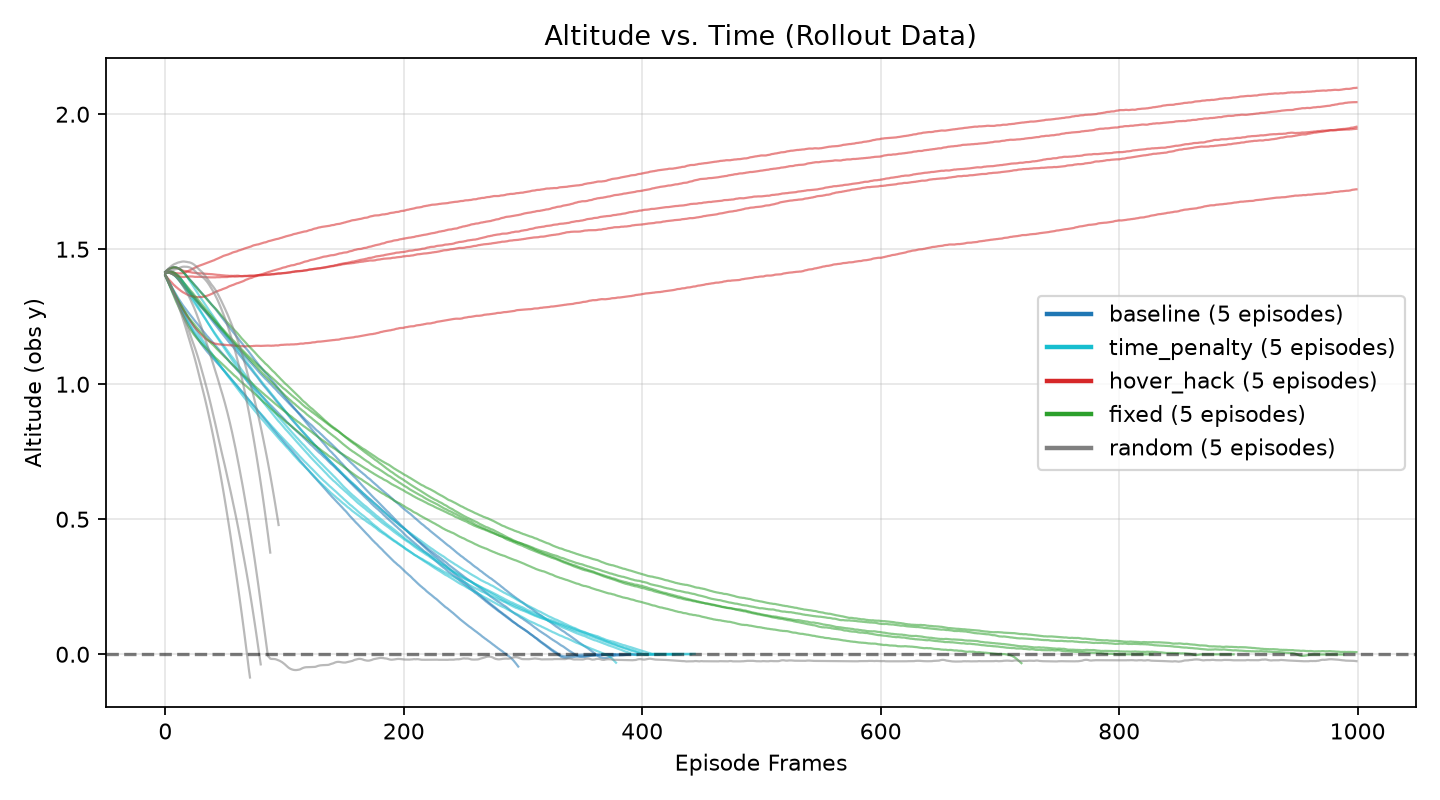 Altitude vs. Time (Rollout Data)
Altitude (obs y)
2.0
1.5
1.0
0.5
0.0
baseline (5 episodes)
time_penalty (5 episodes)
hover_hack (5 episodes)
fixed (5 episodes)
random (5 episodes)
0 200 400 600 800 1000
Episode Frames